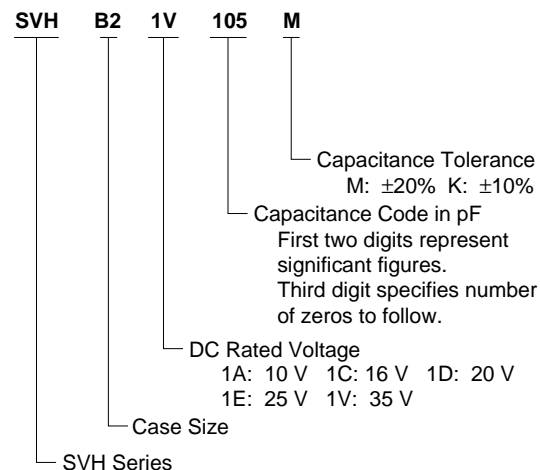 SVH B2 1V 105 M
Capacitance Tolerance
M: ±20% K: ±10%
Capacitance Code in pF
First two digits represent
significant figures.
Third digit specifies number
of zeros to follow.
DC Rated Voltage
1A: 10 V 1C: 16 V 1D: 20 V
1E: 25 V 1V: 35 V
Case Size
SVH Series